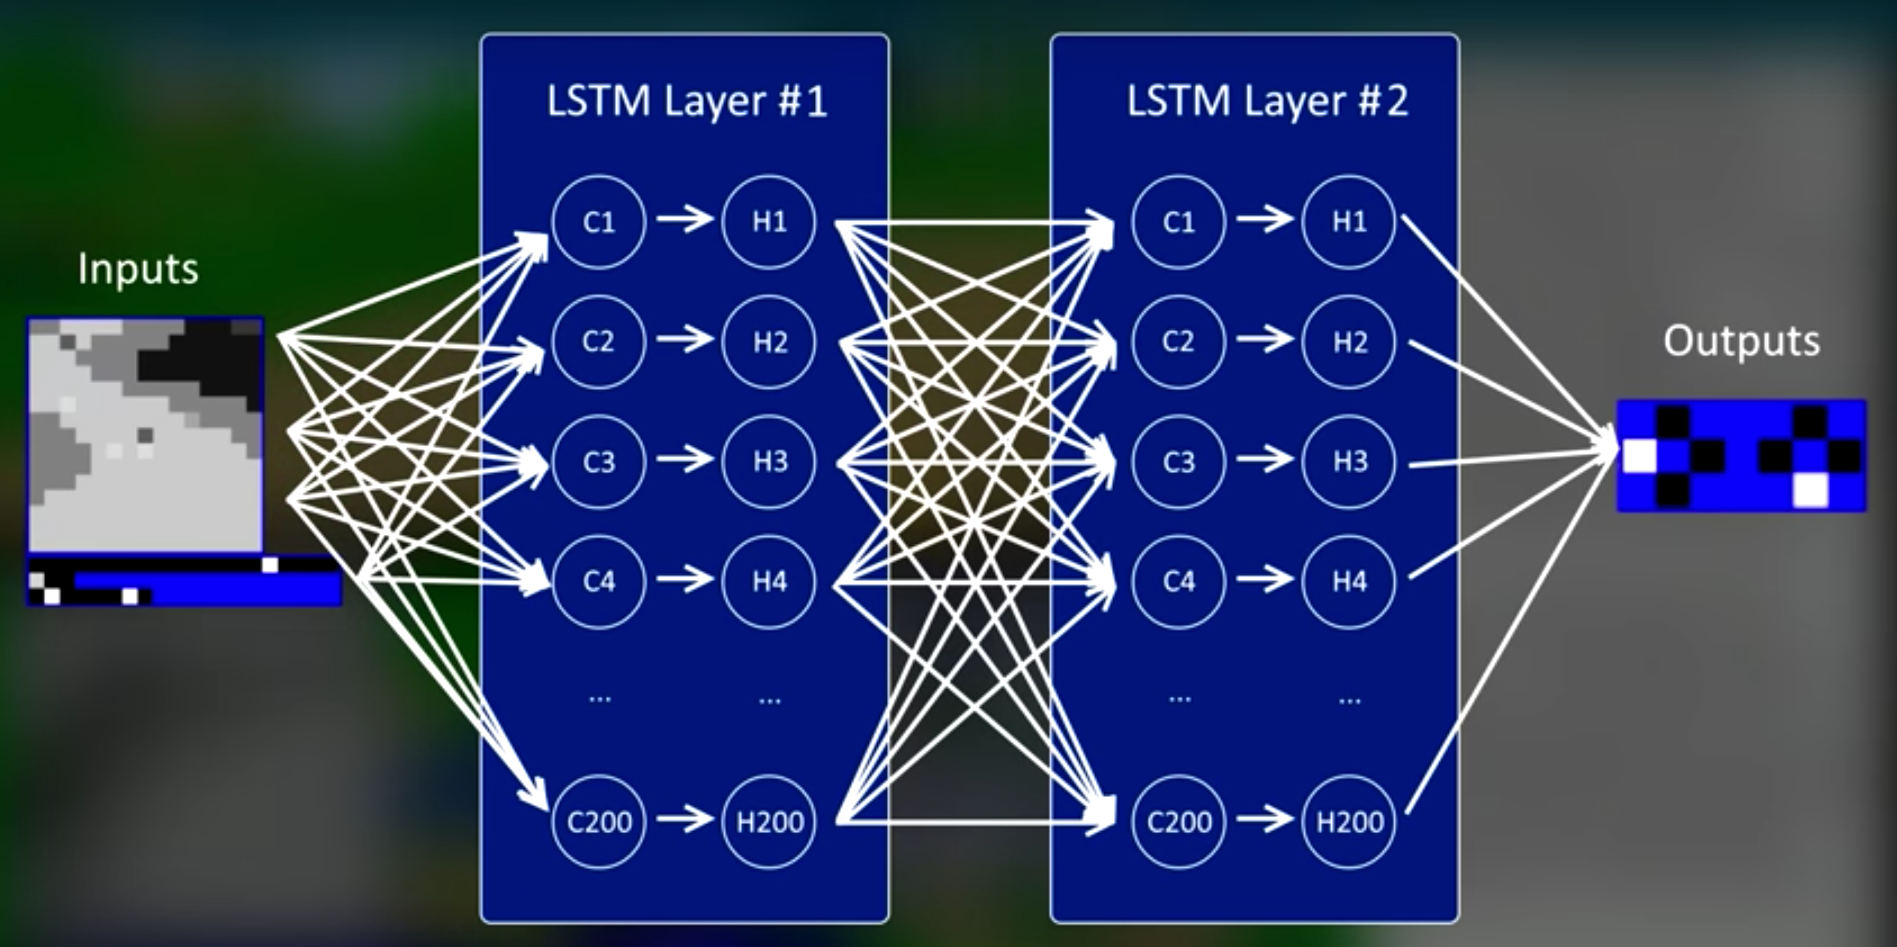 LSTM Layer #1
LSTM Layer #2
Inputs
Outputs
C1 H1 C1 H1
C2 H2 C2 H2
C3 H3 C3 H3
C4 H4 C4 H4
... ... ... ...
C200 H200 C200 H200